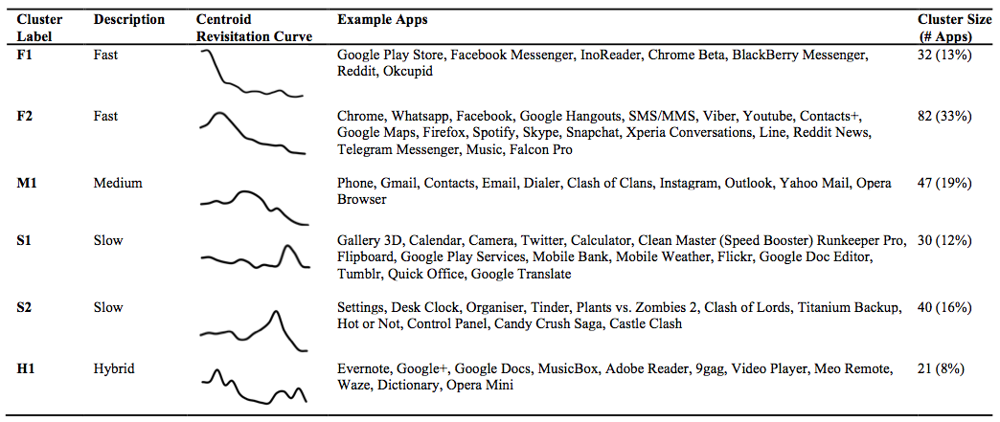 Cluster Label Description Centroid Revisitation Curve Example Apps Cluster Size (# Apps)
F1 Fast Google Play Store, Facebook Messenger, InoReader, Chrome Beta, BlackBerry Messenger, 32 (13%)
Reddit, Okcupid
F2 Fast Chrome, Whatsapp, Facebook, Google Hangouts, SMS/MMS, Viber, Youtube, Contacts+, 82 (33%)
Google Maps, Firefox, Spotify, Skype, Snapchat, Xperia Conversations, Line, Reddit News,
Telegram Messenger, Music, Falcon Pro
M1 Medium Phone, Gmail, Contacts, Email, Dialer, Clash of Clans, Instagram, Outlook, Yahoo Mail, Opera 47 (19%)
Browser
S1 Slow Gallery 3D, Calendar, Camera, Twitter, Calculator, Clean Master (Speed Booster) Runkeeper Pro, 30 (12%)
Flipboard, Google Play Services, Mobile Bank, Mobile Weather, Flickr, Google Doc Editor,
Tumblr, Quick Office, Google Translate
S2 Slow Settings, Desk Clock, Organiser, Tinder, Plants vs. Zombies 2, Clash of Lords, Titanium Backup, 40 (16%)
Hot or Not, Control Panel, Candy Crush Saga, Castle Clash
H1 Hybrid Evernote, Google+, Google Docs, MusicBox, Adobe Reader, 9gag, Video Player, Meo Remote, 21 (8%)
Waze, Dictionary, Opera Mini